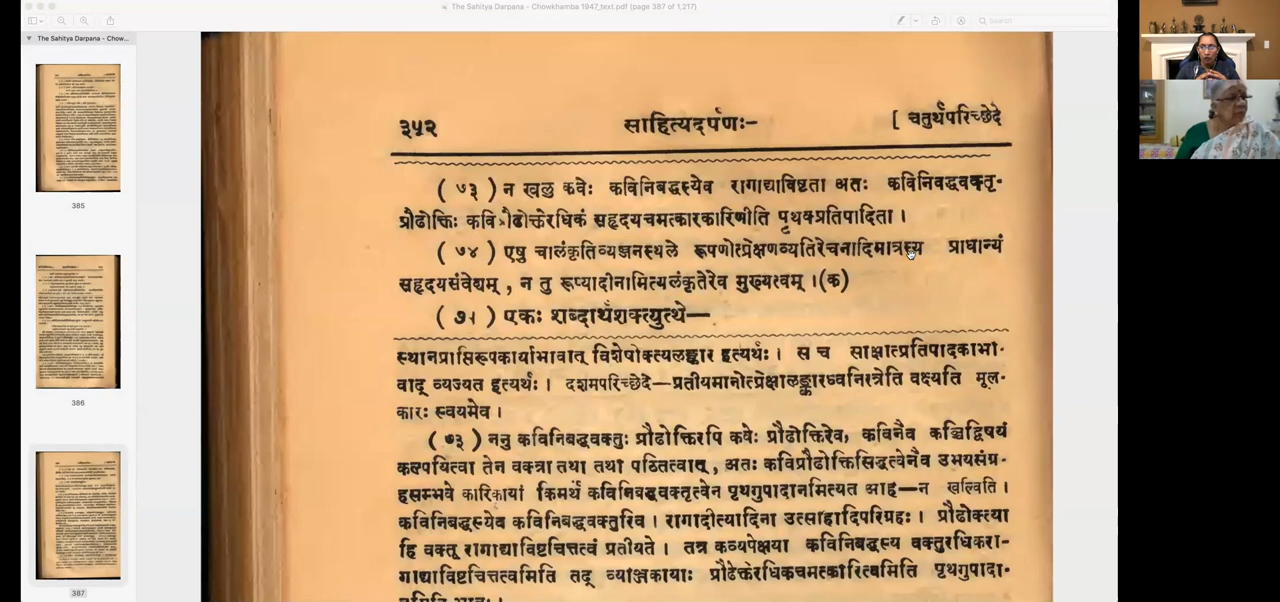 The Sahitya Darpana - Chowkhamba 1947_text.pdf (page 387 of 1,217)
Search
The Sahitya Darpana - Chow...
385
386
387
३५२ साहित्यदर्पणः- [ चतुर्थपरिच्छेदे
( ७३ ) न खलु कवेः कविनिबद्धस्येव रागाद्याविष्टता अतः कविनिबद्धवक्तृ-
प्रौढोक्तिः कवि प्रौढोक्तेरधिकं सहृदयचमत्कारकारिणीति पृथक्प्रतिपादिता ।
( ७४ ) एषु चालंकृतिव्यञ्जनस्थले रूपणोत्प्रेक्षणव्यतिरेचनादिमात्रस्य प्राधान्यं
सहृदयसंवेद्यम् , न तु रूप्यादीनामित्यलंकृतेरेव मुख्यत्वम् । (क)
एकः शब्दार्थशक्त्युत्थे—
स्थानप्राप्तिरूपकार्याभावात् विशेषोक्त्यलङ्कार इत्यर्थः । स च साक्षात्प्रतिपादकाभा-
वाद् व्यज्यत इत्यर्थः । दशमपरिच्छेदे—प्रतीयमानोत्प्रेक्षालङ्कारध्वनिरत्रेति वक्ष्यति मूल-
कारः स्वयमेव ।
( ७३ ) ननु कविनिबद्धवक्तुः प्रौढोक्तिरपि कवेः प्रौढोक्तिरेव, कविनैव कञ्चिद्विषयं
कल्पयित्वा तेन वक्त्रा तथा तथा पठितत्वात् , अतः कविप्रौढोक्तिसिद्धत्वेनैव उभयसंग्र-
हसम्भवे कारिकायां किमर्थं कविनिबद्धवक्तृत्वेन पृथगुपादानमित्यत आह—न खल्विति ।
कविनिबद्धस्येव कविनिबद्धवक्तुरिव । रागादीत्यादिना उत्साहादिपरिग्रहः । प्रौढोक्त्या
हि वक्तृ रागाद्याविष्टचित्तत्वं प्रतीयते । तत्र कव्यपेक्षया कविनिबद्धस्य वक्तुरधिकरा-
गाद्याविष्टचित्तत्वमिति तद् व्यञ्जिकायाः प्रौढोक्तेरधिकचमत्कारित्वमिति पृथगुपादा-